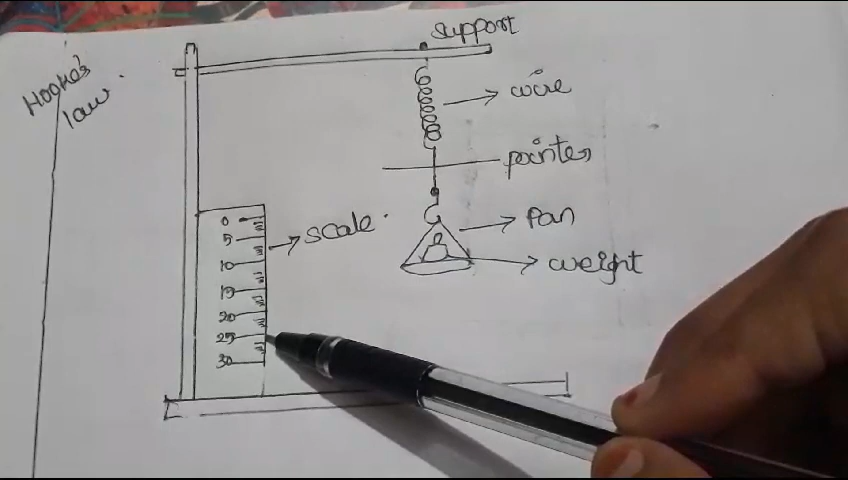 Hooke's
law.
support
wire
pointer
Pan
weight
scale.
0
5
10
15
20
25
30